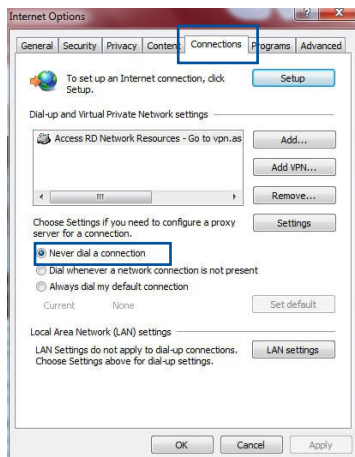 Internet Options
General Security Privacy Content Connections Programs Advanced
To set up an Internet connection, click Setup
Setup.
Dial-up and Virtual Private Network settings
Access RD Network Resources - Go to vpn.as Add...
Add VPN...
Remove...
Choose Settings if you need to configure a proxy Settings
server for a connection.
Never dial a connection
Dial whenever a network connection is not present
Always dial my default connection
Current None Set default
Local Area Network (LAN) settings
LAN Settings do not apply to dial-up connections. LAN settings
Choose Settings above for dial-up settings.
OK Cancel Apply